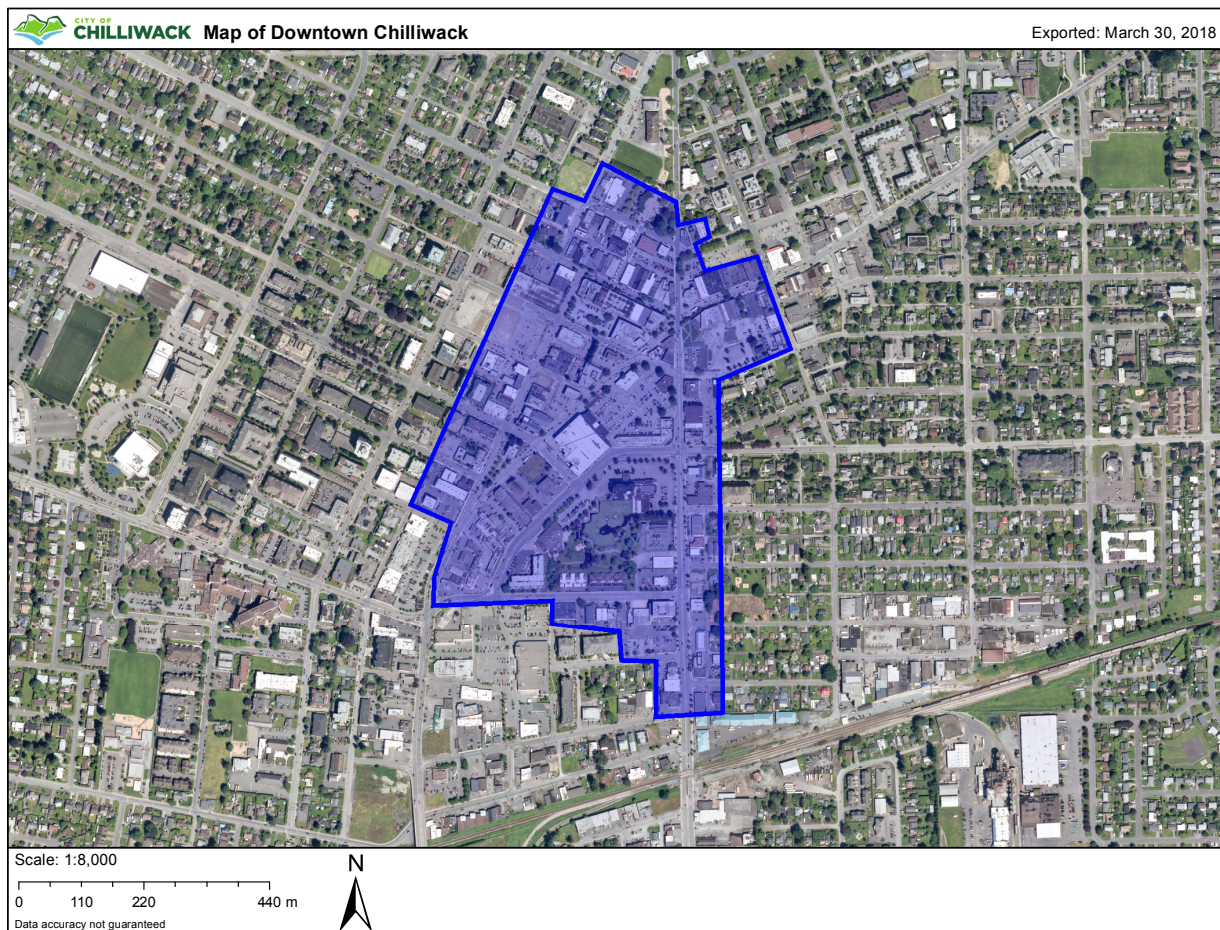 CITY OF
CHILLIWACK Map of Downtown Chilliwack Exported: March 30, 2018
Scale: 1:8,000
0 110 220 440 m
Data accuracy not guaranteed
N